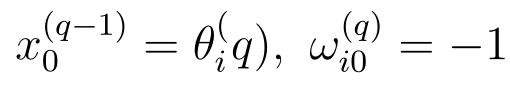 $x_0^{(q-1)} = \theta_i^( q), \ \omega_{i0}^{(q)} = -1$